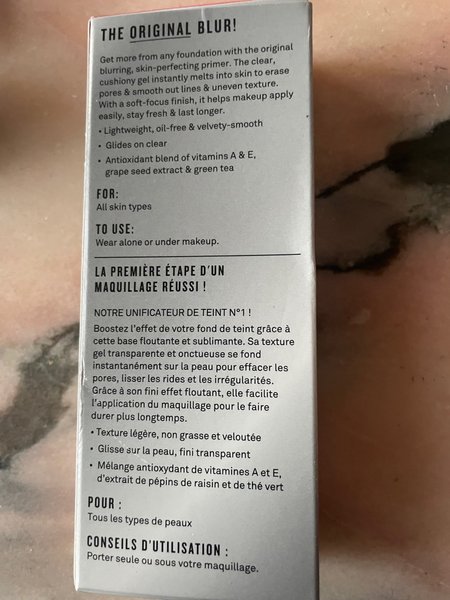 THE ORIGINAL BLUR!
Get more from any foundation with the original
blurring, skin-perfecting primer. The clear,
cushiony gel instantly melts into skin to erase
pores & smooth out lines & uneven texture.
With a soft-focus finish, it helps makeup apply
easily, stay fresh & last longer.
• Lightweight, oil-free & velvety-smooth
• Glides on clear
• Antioxidant blend of vitamins A & E,
grape seed extract & green tea
FOR:
All skin types
TO USE:
Wear alone or under makeup.
LA PREMIÈRE ÉTAPE D'UN
MAQUILLAGE RÉUSSI !
NOTRE UNIFICATEUR DE TEINT N°1 !
Boostez l'effet de votre fond de teint grâce à
cette base floutante et sublimante. Sa texture
gel transparente et onctueuse se fond
instantanément sur la peau pour effacer les
pores, lisser les rides et les irrégularités.
Grâce à son fini effet floutant, elle facilite
l'application du maquillage pour le faire
durer plus longtemps.
• Texture légère, non grasse et veloutée
• Glisse sur la peau, fini transparent
• Mélange antioxydant de vitamines A et E,
d'extrait de pépins de raisin et de thé vert
POUR :
Tous les types de peaux
CONSEILS D'UTILISATION :
Porter seule ou sous votre maquillage.